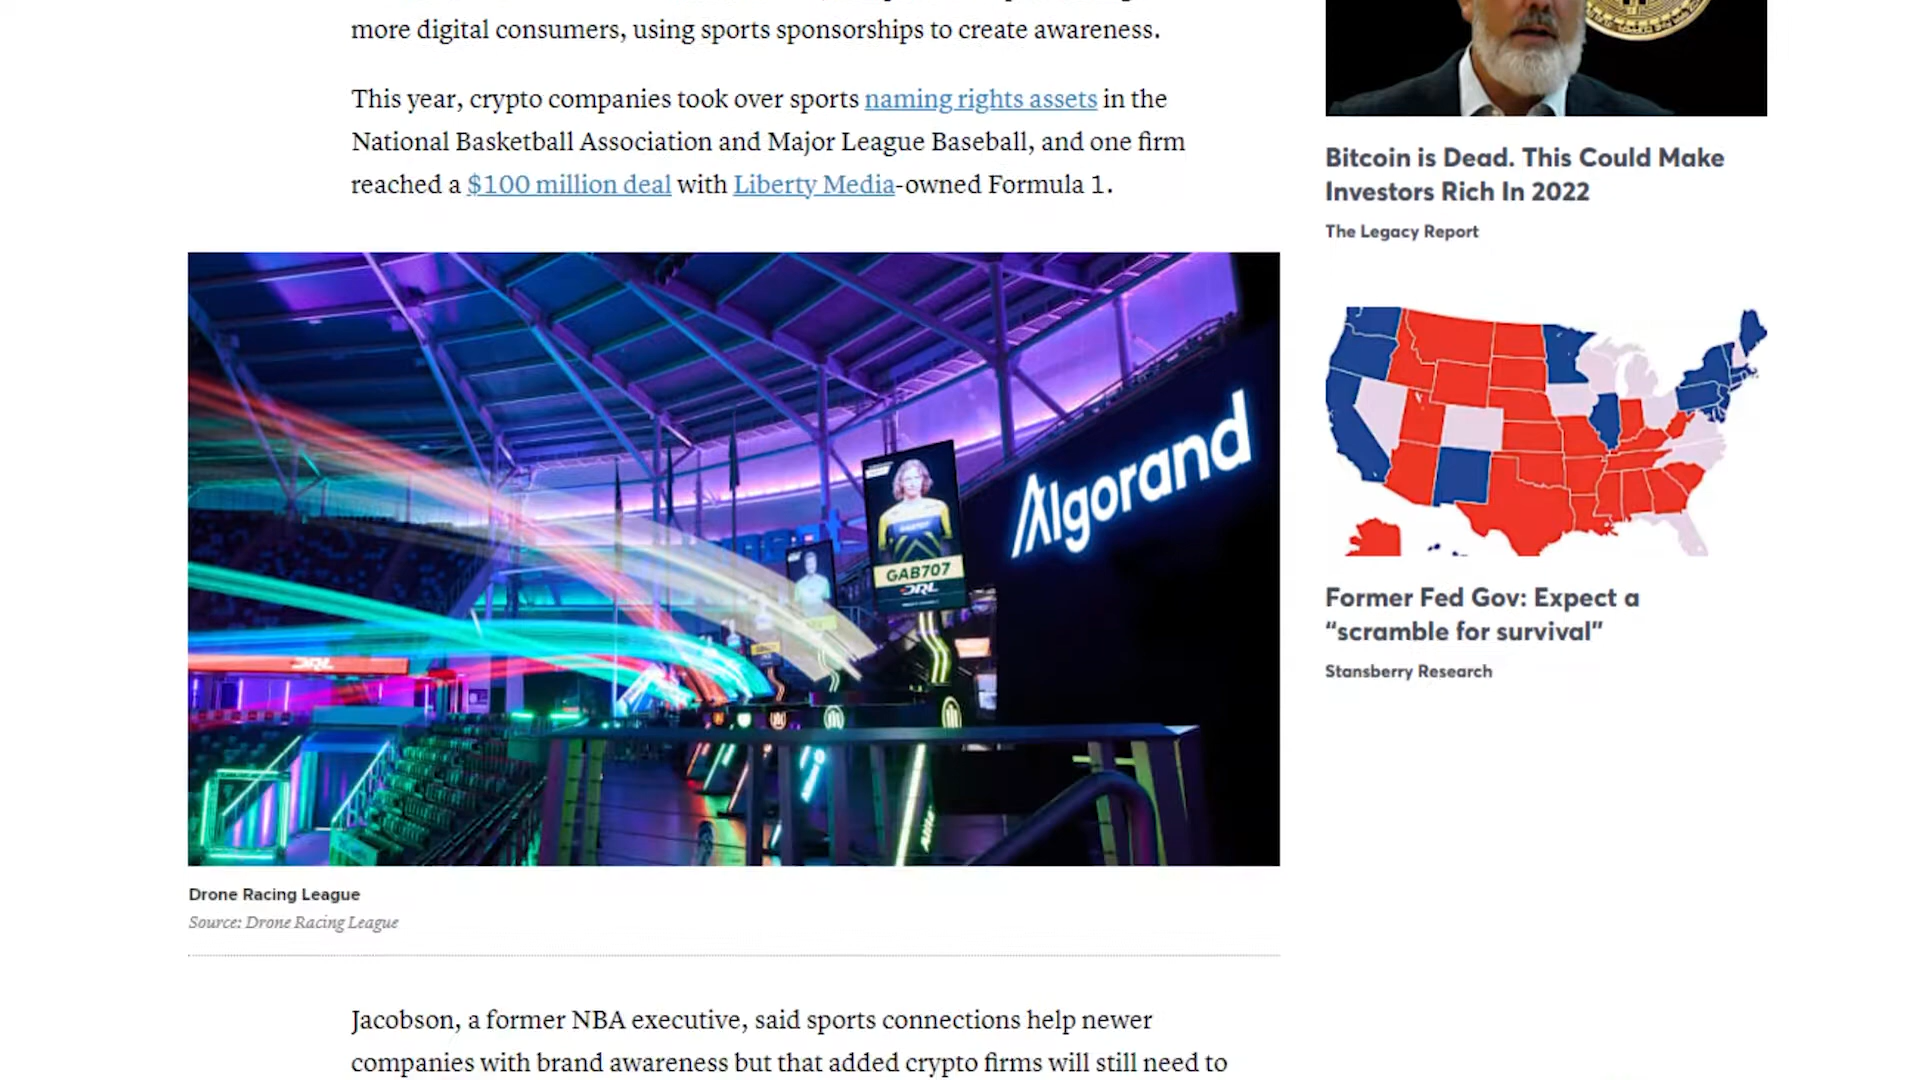 more digital consumers, using sports sponsorships to create awareness.
This year, crypto companies took over sports naming rights assets in the
National Basketball Association and Major League Baseball, and one firm
reached a $100 million deal with Liberty Media-owned Formula 1.
Algorand
GAB707
DRL
DRL
Drone Racing League
Source: Drone Racing League
Jacobson, a former NBA executive, said sports connections help newer
companies with brand awareness but that added crypto firms will still need to
Bitcoin is Dead. This Could Make
Investors Rich In 2022
The Legacy Report
Former Fed Gov: Expect a
“scramble for survival”
Stansberry Research